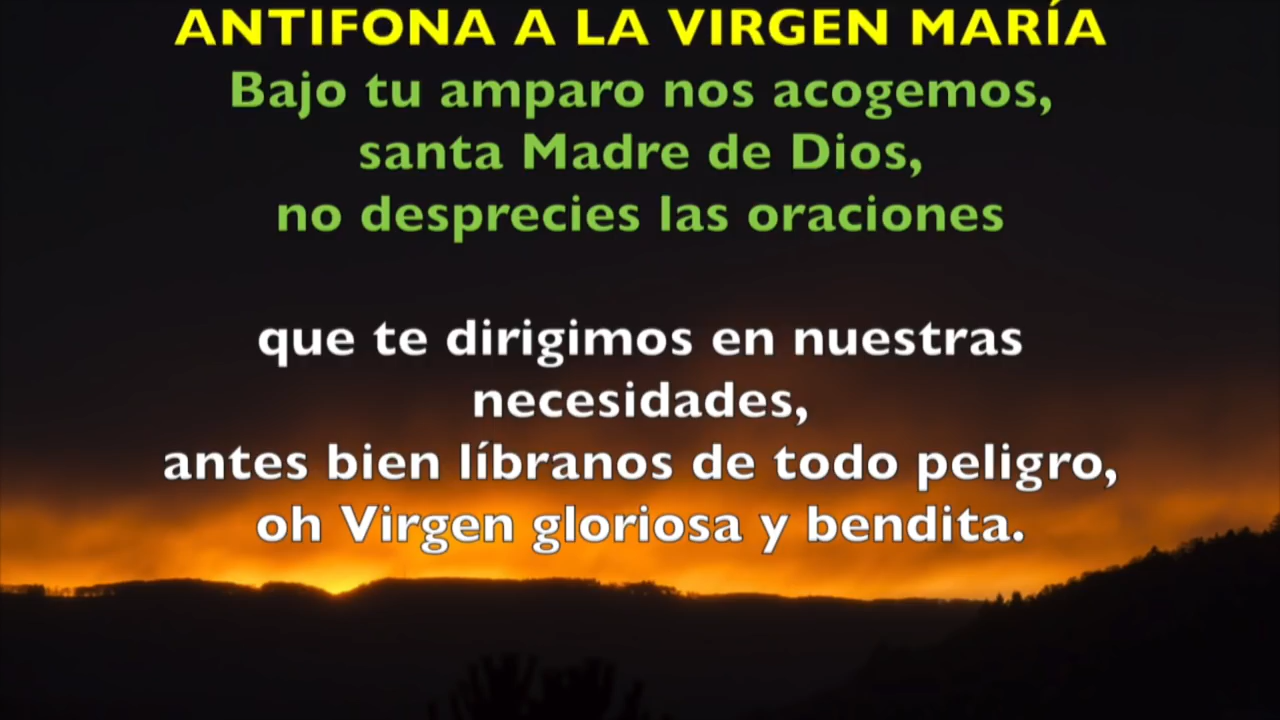 ANTIFONA A LA VIRGEN MARÍA
Bajo tu amparo nos acogemos,
santa Madre de Dios,
no desprecies las oraciones
que te dirigimos en nuestras
necesidades,
antes bien líbranos de todo peligro,
oh Virgen gloriosa y bendita.